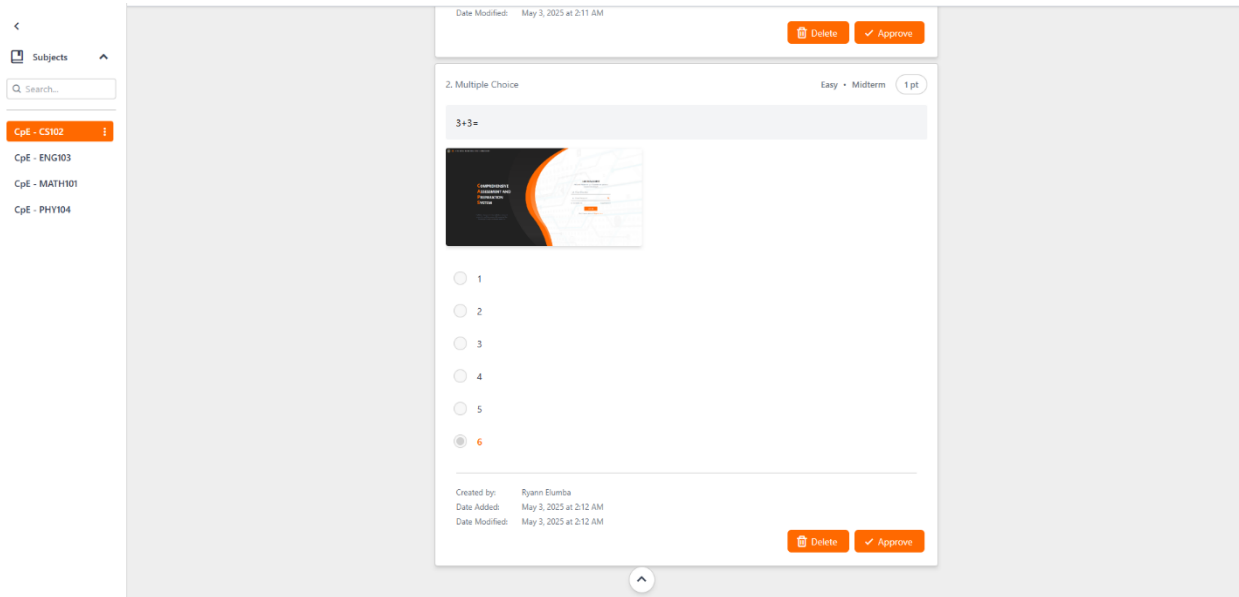 Date Modified: May 3, 2025 at 2:11 AM
Delete
Approve
Subjects
Search...
CpE - CS102
CpE - ENG103
CpE - MATH101
CpE - PHY104
2. Multiple Choice
Easy • Midterm
1 pt
3+3=
COMPREHENSIVE
ASSESSMENT AND
PREPARATION
SYSTEM
1
2
3
4
5
6
Created by: Ryann Elumba
Date Added: May 3, 2025 at 2:12 AM
Date Modified: May 3, 2025 at 2:12 AM
Delete
Approve